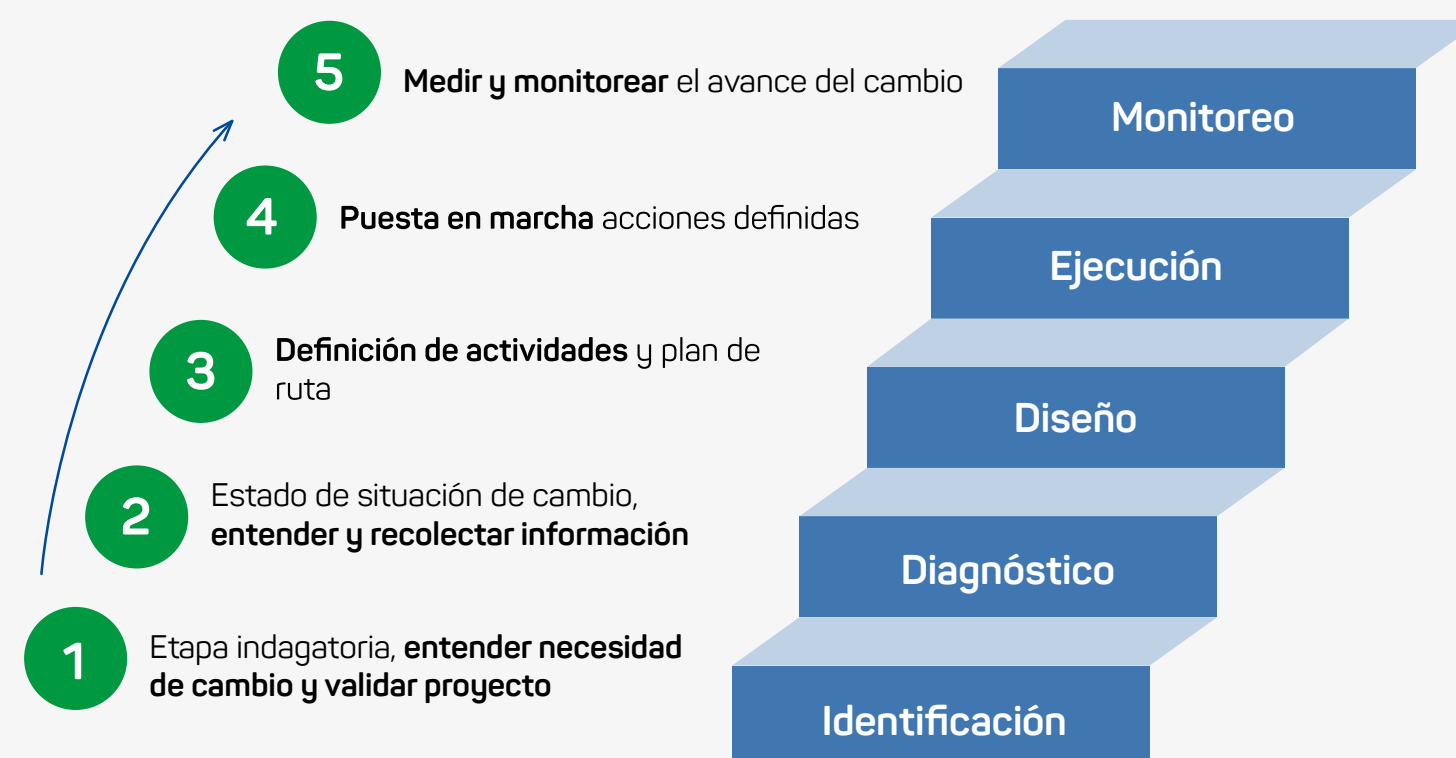 5
Medir y monitorear el avance del cambio
Monitoreo
4
Puesta en marcha acciones definidas
Ejecución
3
Definición de actividades y plan de
ruta
Diseño
2
Estado de situación de cambio,
entender y recolectar información
Diagnóstico
1
Etapa indagatoria, entender necesidad
de cambio y validar proyecto
Identificación